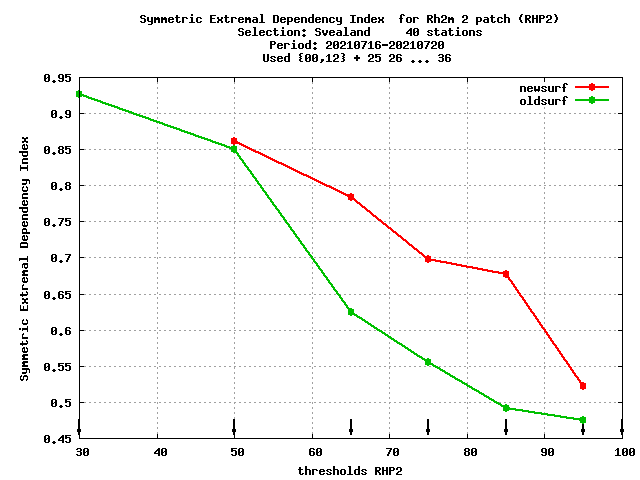 Symmetric Extremal Dependency Index  for Rh2m 2 patch (RHP2)
Selection: Svealand     40 stations
Period: 20210716-20210720
Used {00,12} + 25 26 ... 36
newsurf
oldsurf
Symmetric Extremal Dependency Index
0.95
0.9
0.85
0.8
0.75
0.7
0.65
0.6
0.55
0.5
0.45
30 40 50 60 70 80 90 100
thresholds RHP2